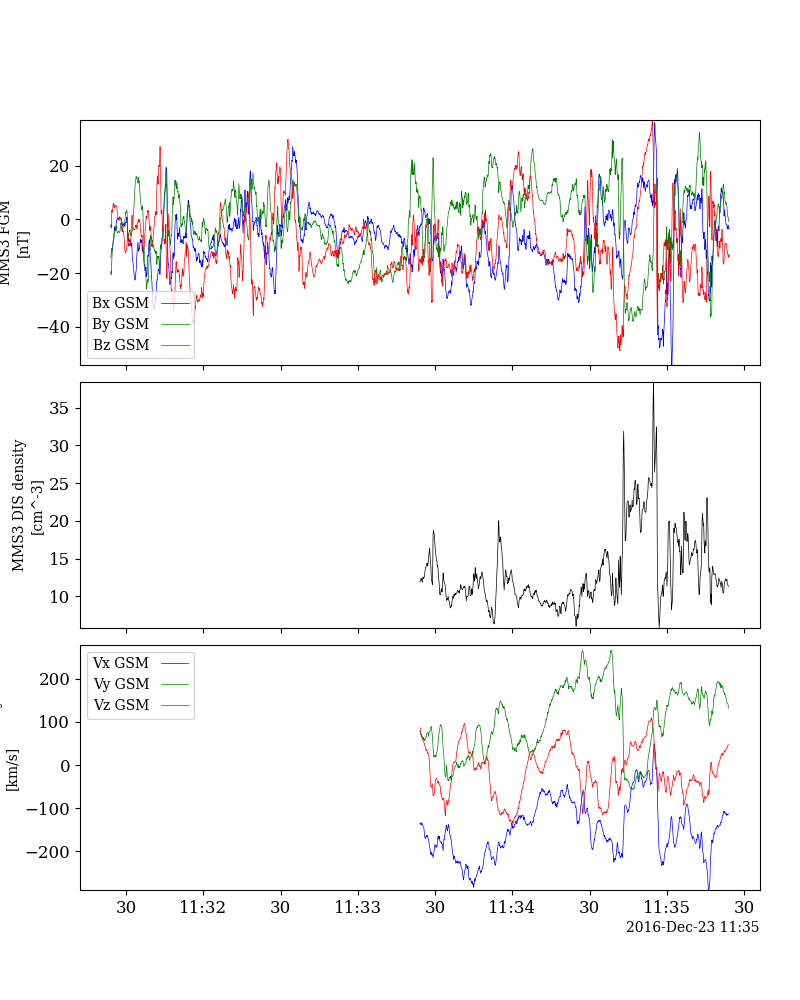 MMS3 FGM
[nT]
20
0
−20
−40
Bx GSM
By GSM
Bz GSM
MMS3 DIS density
[cm^-3]
35
30
25
20
15
10
[km/s]
200
100
0
−100
−200
Vx GSM
Vy GSM
Vz GSM
30 11:32 30 11:33 30 11:34 30 11:35 30
2016-Dec-23 11:35